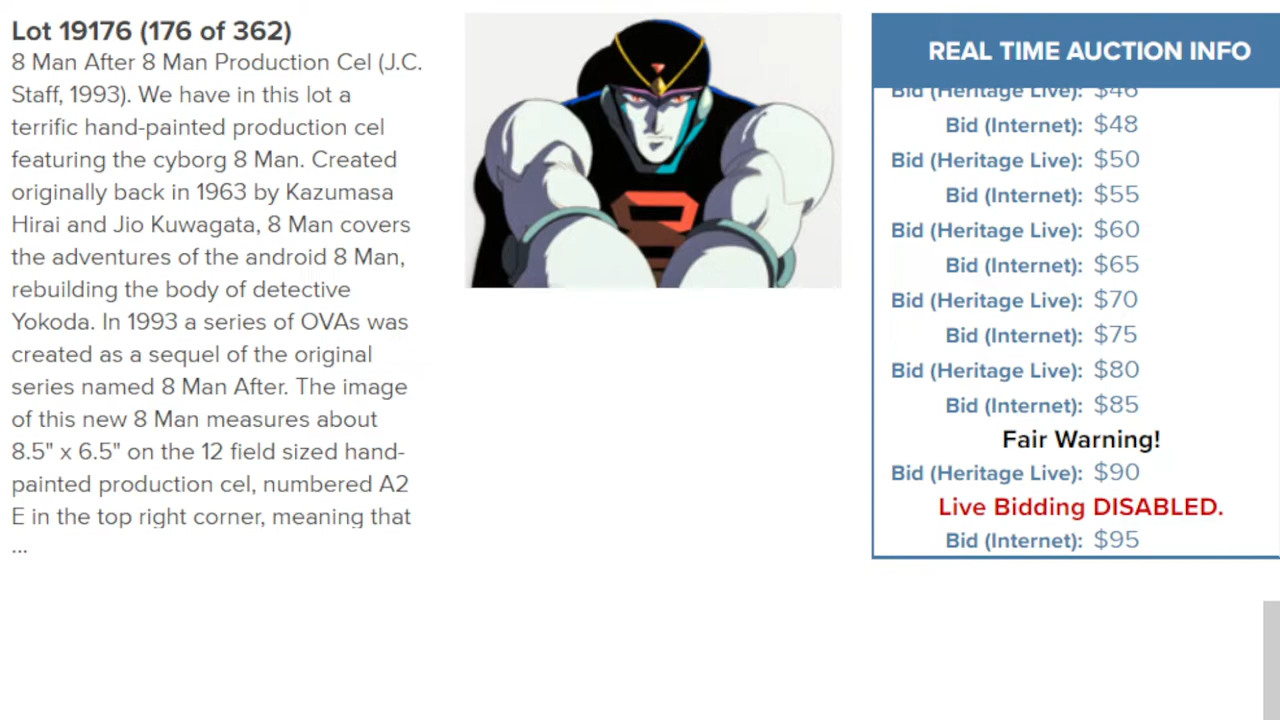 Lot 19176 (176 of 362)
8 Man After 8 Man Production Cel (J.C.
Staff, 1993). We have in this lot a
terrific hand-painted production cel
featuring the cyborg 8 Man. Created
originally back in 1963 by Kazumasa
Hirai and Jio Kuwagata, 8 Man covers
the adventures of the android 8 Man,
rebuilding the body of detective
Yokoda. In 1993 a series of OVAs was
created as a sequel of the original
series named 8 Man After. The image
of this new 8 Man measures about
8.5" x 6.5" on the 12 field sized hand-
painted production cel, numbered A2
E in the top right corner, meaning that
...
REAL TIME AUCTION INFO
Bid (Heritage Live): $46
Bid (Internet): $48
Bid (Heritage Live): $50
Bid (Internet): $55
Bid (Heritage Live): $60
Bid (Internet): $65
Bid (Heritage Live): $70
Bid (Internet): $75
Bid (Heritage Live): $80
Bid (Internet): $85
Fair Warning!
Bid (Heritage Live): $90
Live Bidding DISABLED.
Bid (Internet): $95